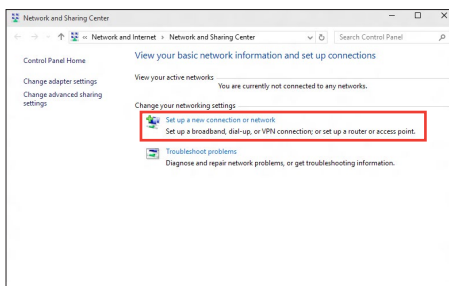 Network and Sharing Center
« Network and Internet › Network and Sharing Center
Search Control Panel
Control Panel Home
View your basic network information and set up connections
View your active networks
Change adapter settings
You are currently not connected to any networks.
Change advanced sharing
settings
Change your networking settings
Set up a new connection or network
Set up a broadband, dial-up, or VPN connection; or set up a router or access point.
Troubleshoot problems
Diagnose and repair network problems, or get troubleshooting information.